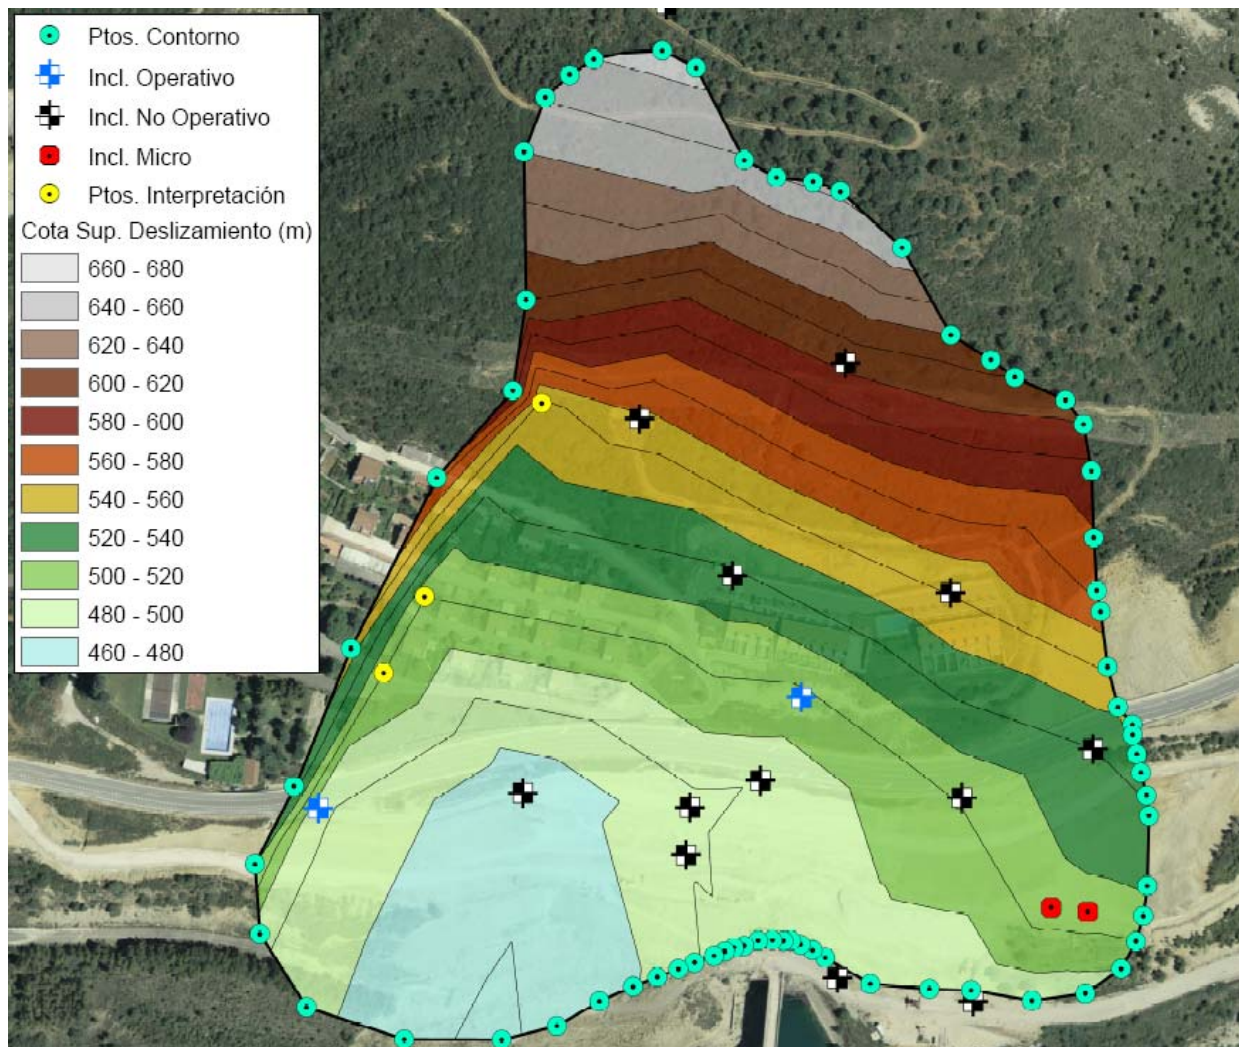 Ptos. Contorno
Incl. Operativo
Incl. No Operativo
Incl. Micro
Ptos. Interpretación
Cota Sup. Deslizamiento (m)
660 - 680
640 - 660
620 - 640
600 - 620
580 - 600
560 - 580
540 - 560
520 - 540
500 - 520
480 - 500
460 - 480